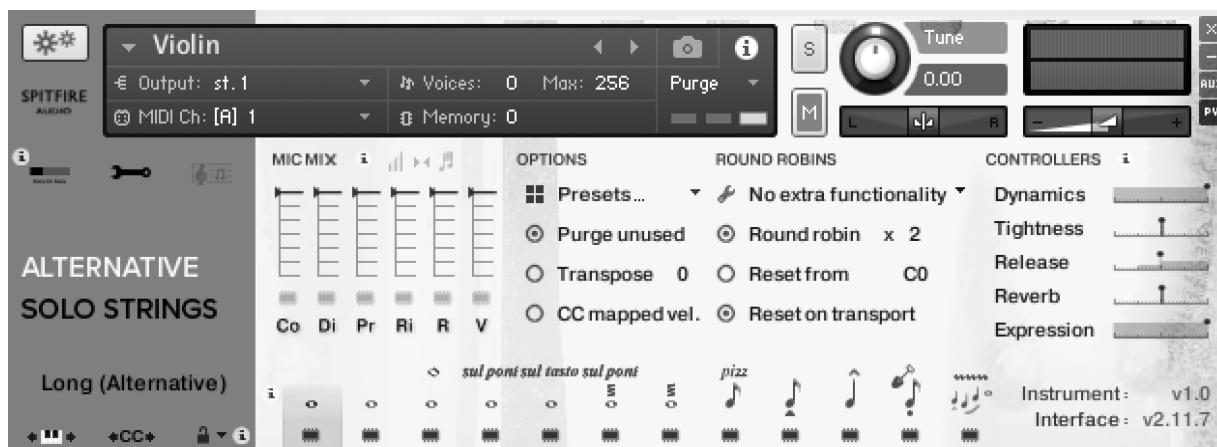 Violin
SPITFIRE
AUDIO
Output: st. 1
Voices: 0 Max: 256
Purge
MIDI Ch: [A] 1
Memory: 0
S
M
Tune
0.00
L
R
-
+
×
-
AUX
PV
ALTERNATIVE
SOLO STRINGS
Long (Alternative)
CC
MIC MIX i
Co Di Pr Ri R V
OPTIONS
Presets...
Purge unused
Transpose 0
CC mapped vel.
ROUND ROBINS
No extra functionality
Round robin x 2
Reset from C0
Reset on transport
CONTROLLERS i
Dynamics
Tightness
Release
Reverb
Expression
sul pont sul tasto sul pont
pizz
Instrument: v1.0
Interface: v2.11.7